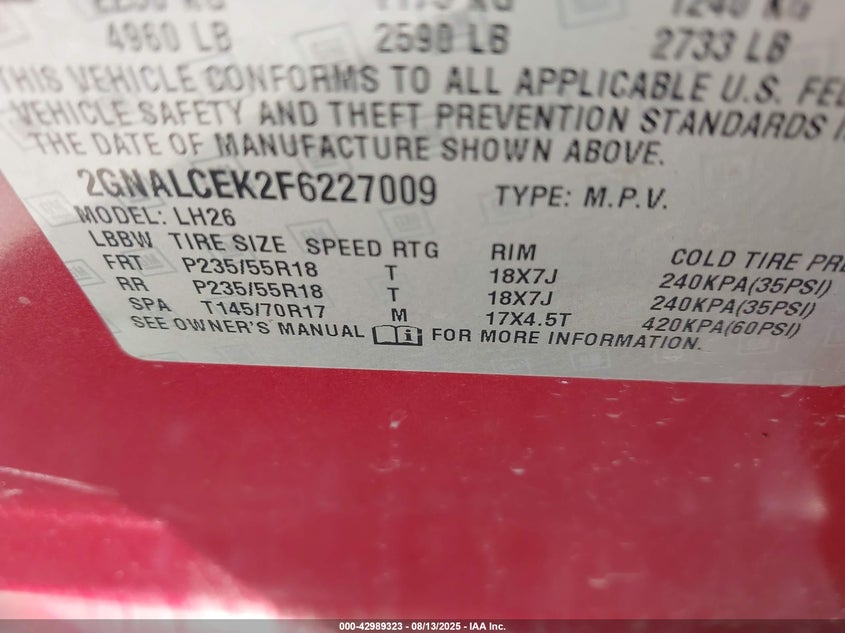 4960 LB 2590 LB 2733 LB
THIS VEHICLE CONFORMS TO ALL APPLICABLE U.S.
VEHICLE SAFETY AND THEFT PREVENTION STANDARDS
THE DATE OF MANUFACTURE SHOWN ABOVE.
2GNALCEK2F6227009 TYPE: M.P.V.
MODEL: LH26
LBBW TIRE SIZE SPEED RTG RIM COLD TIRE
FRT P235/55R18 T 18X7J 240KPA(35PSI)
RR P235/55R18 T 18X7J 240KPA(35PSI)
SPA T145/70R17 M 17X4.5T 420KPA(60PSI)
SEE OWNER'S MANUAL FOR MORE INFORMATION.
000-42989323 - 08/13/2025 - IAA Inc.